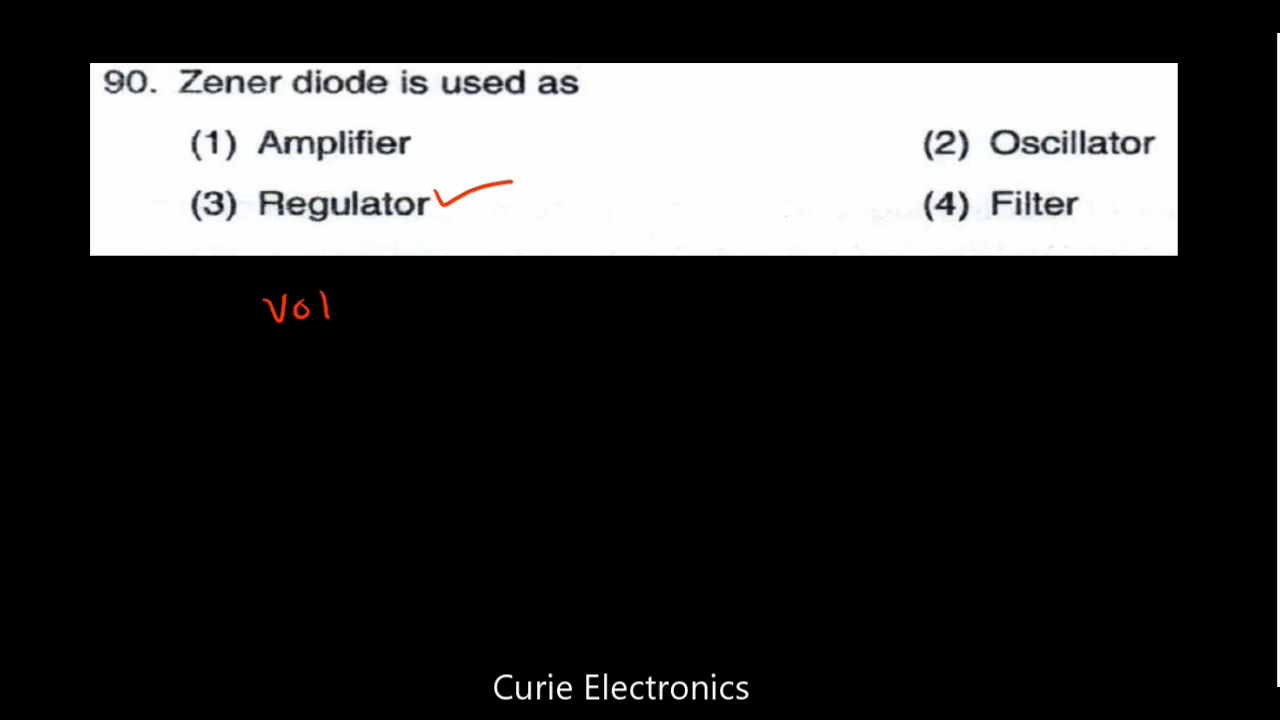 90. Zener diode is used as
(1) Amplifier (2) Oscillator
(3) Regulator (4) Filter
Vol
Curie Electronics